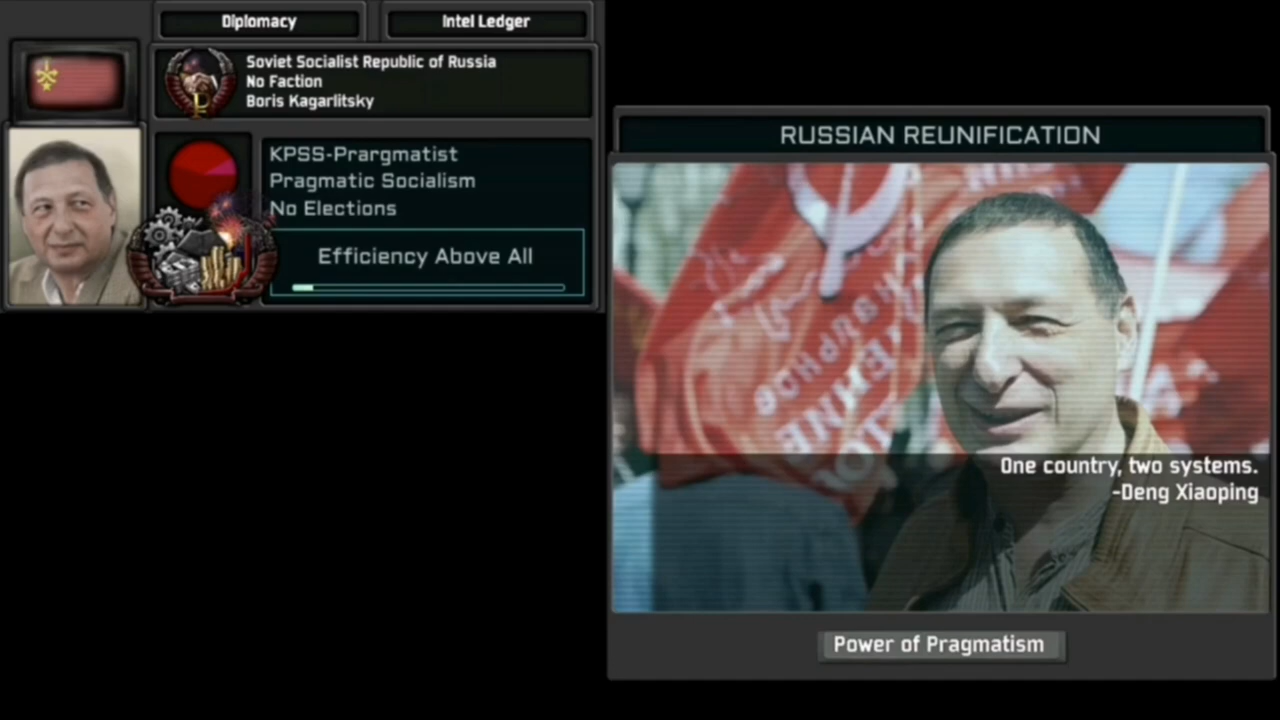 Diplomacy
Intel Ledger
Soviet Socialist Republic of Russia
No Faction
Boris Kagarlitsky
KPSS-Prargmatist
Pragmatic Socialism
No Elections
Efficiency Above All
RUSSIAN REUNIFICATION
One country, two systems.
-Deng Xiaoping
Power of Pragmatism